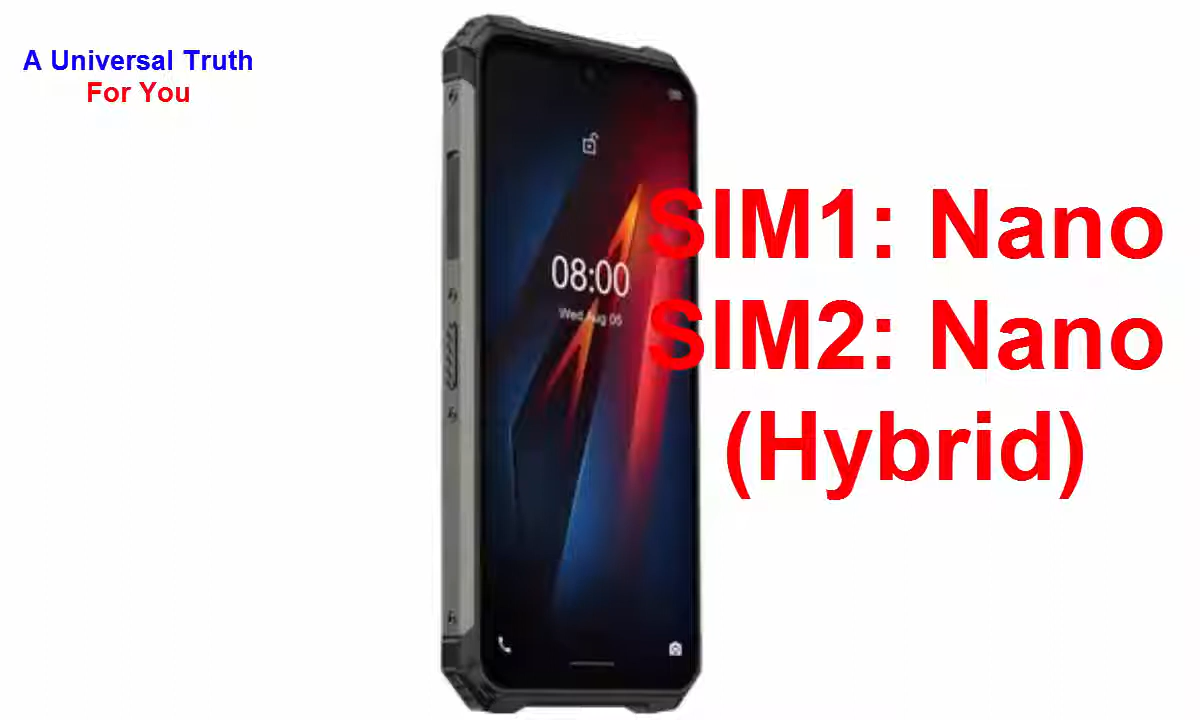 A Universal Truth
For You
08:00
Wed, Aug 05
SIM1: Nano
SIM2: Nano
(Hybrid)